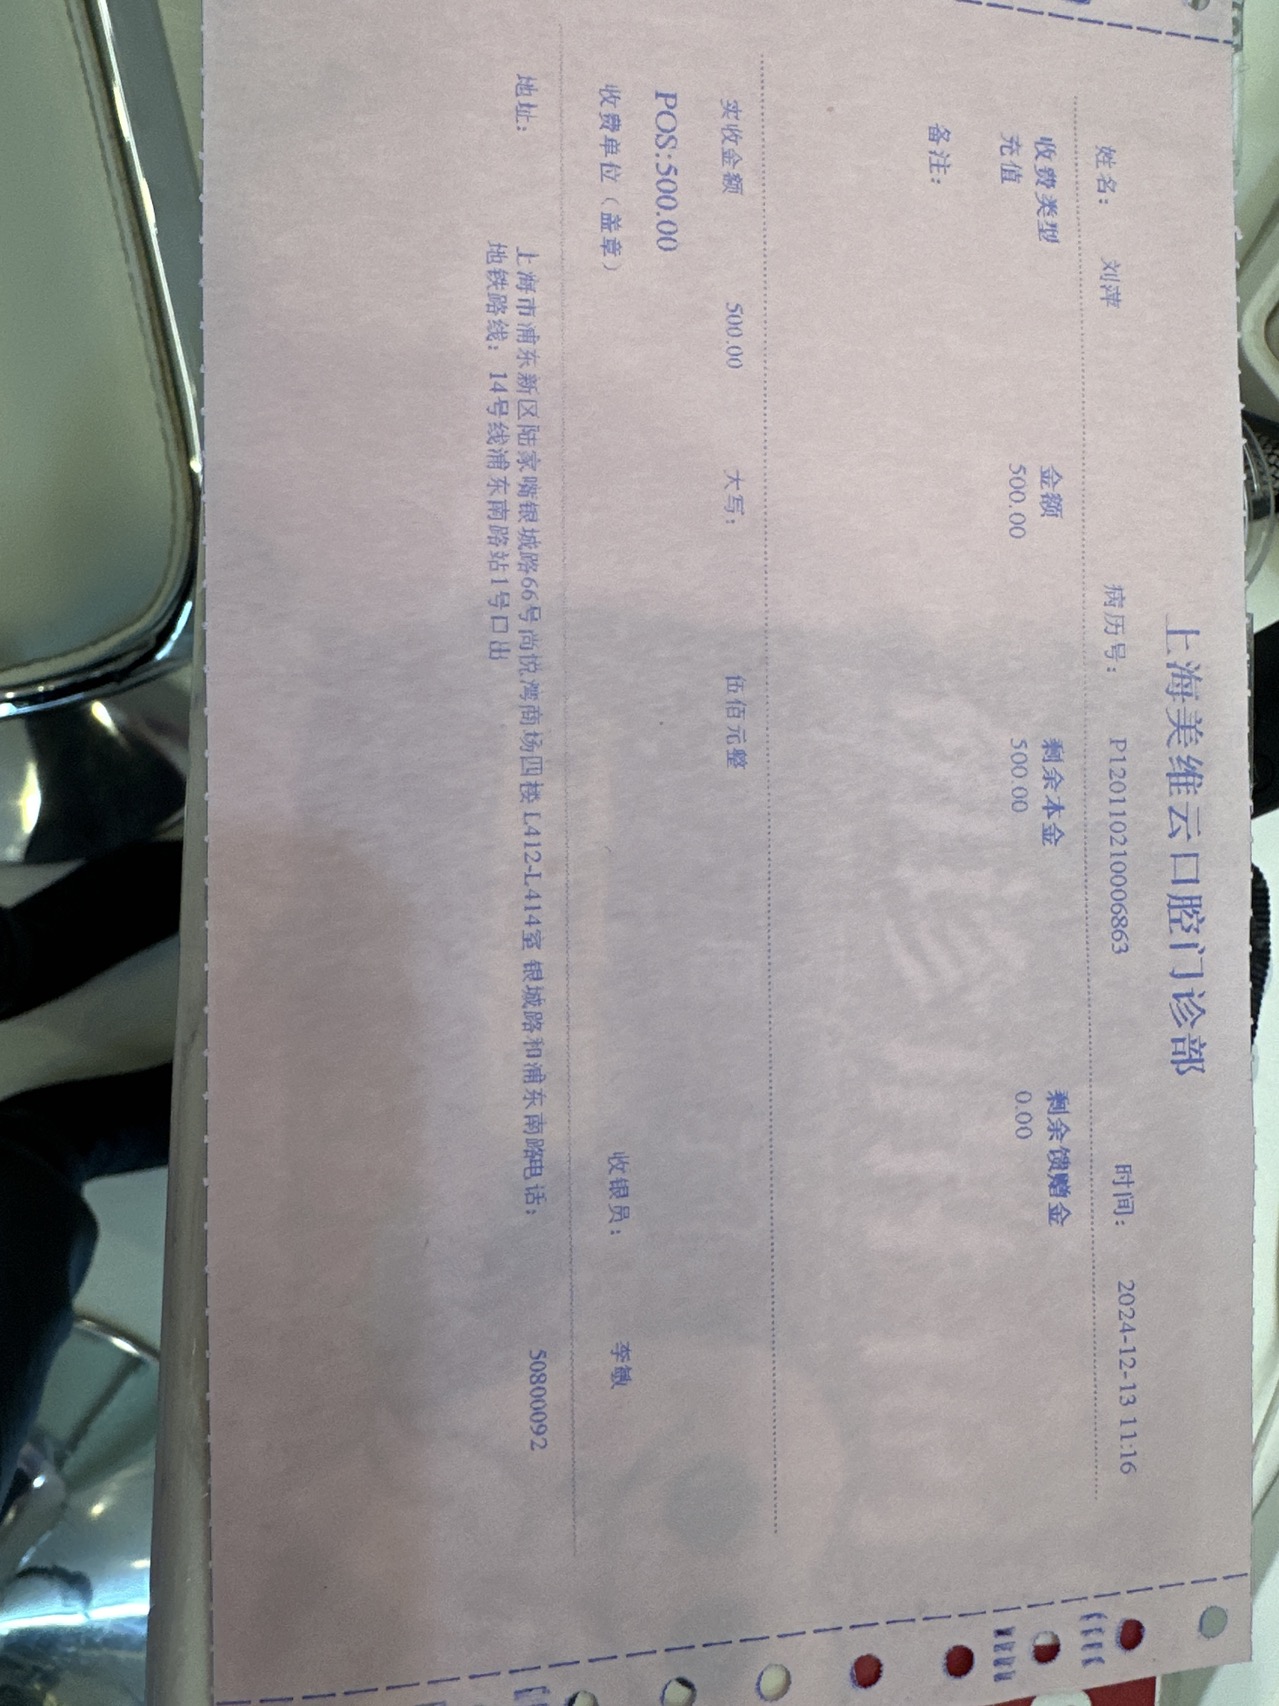 上海美维云口腔门诊部
姓名： 刘萍 病历号： P1201102100006863 时间： 2024-12-13 11:16
收费类型 金额 剩余本金 剩余馈赠金
充值 500.00 500.00 0.00
备注：
实收金额 500.00 大写： 伍佰元整
POS:500.00
收费单位（盖章） 收银员： 李敏
地址： 上海市浦东新区陆家嘴银城路66号尚悦湾商场四楼 L412-L414室 银城路和浦东南路电话： 50800092
地铁路线：14号线浦东南路站1号口出